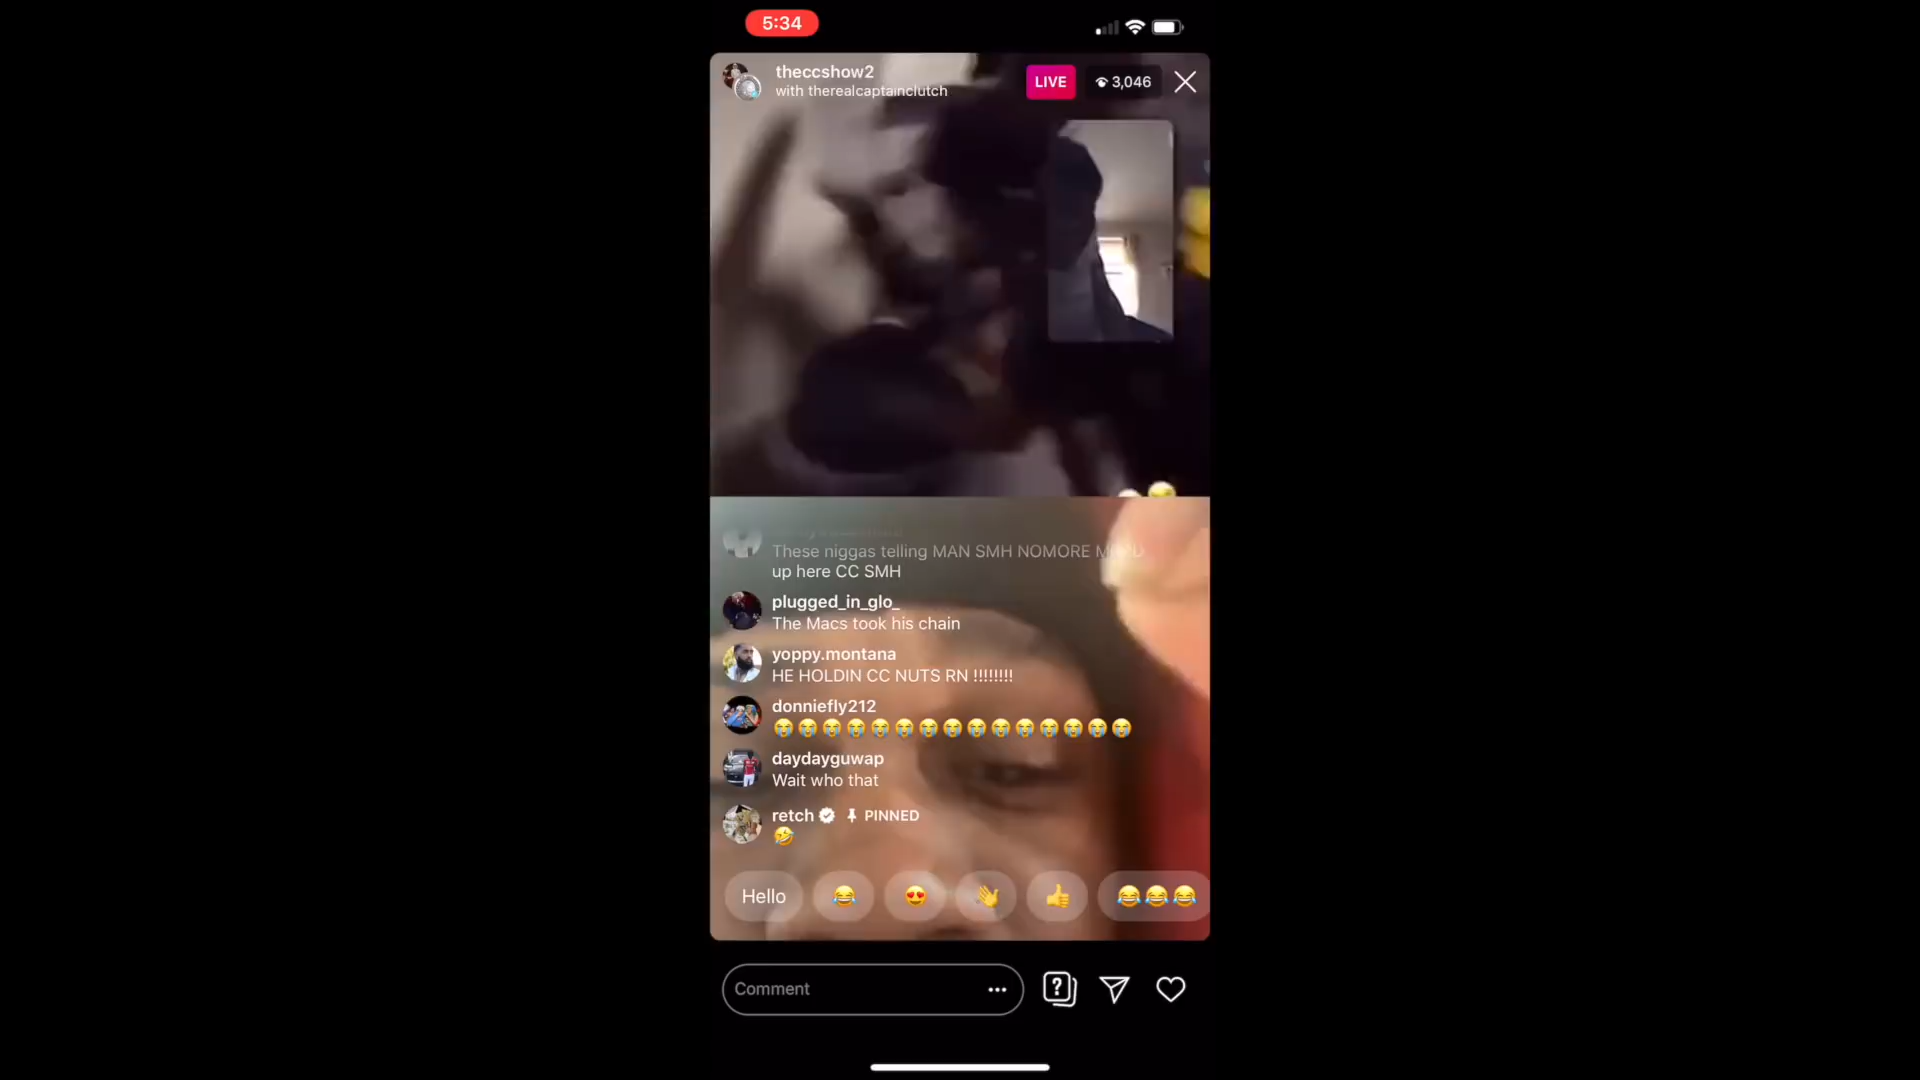 5:34
theccshow2
with therealcaptainclutch
LIVE
3,046
These niggas telling MAN SMH NOMORE
up here CC SMH
plugged_in_glo_
The Macs took his chain
yoppy.montana
HE HOLDIN CC NUTS RN !!!!!!!!
donniefly212
😭😭😭😭😭😭😭😭😭😭😭😭😭😭😭
daydayguwap
Wait who that
retch PINNED
🤣
Hello 😂 😍 👋 👍 😂😂😂
Comment